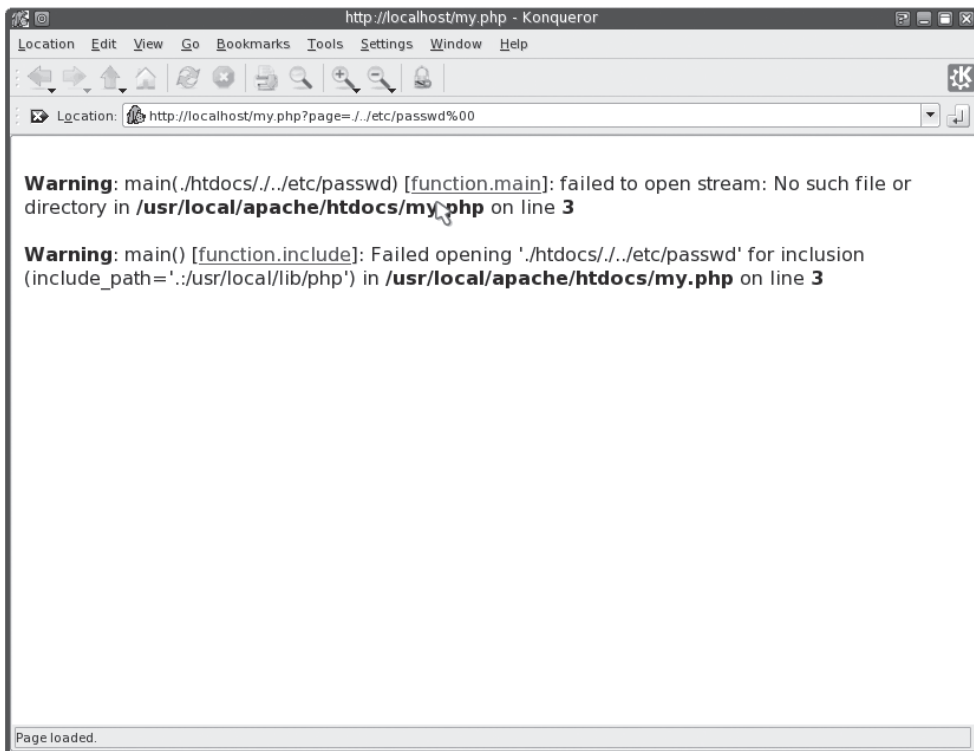 http://localhost/my.php - Konqueror
Location Edit View Go Bookmarks Tools Settings Window Help
Location: http://localhost/my.php?page=./../etc/passwd%00
Warning: main(./htdocs/./../etc/passwd) [function.main]: failed to open stream: No such file or
directory in /usr/local/apache/htdocs/my.php on line 3
Warning: main() [function.include]: Failed opening './htdocs/./../etc/passwd' for inclusion
(include_path='.:/usr/local/lib/php') in /usr/local/apache/htdocs/my.php on line 3
Page loaded.